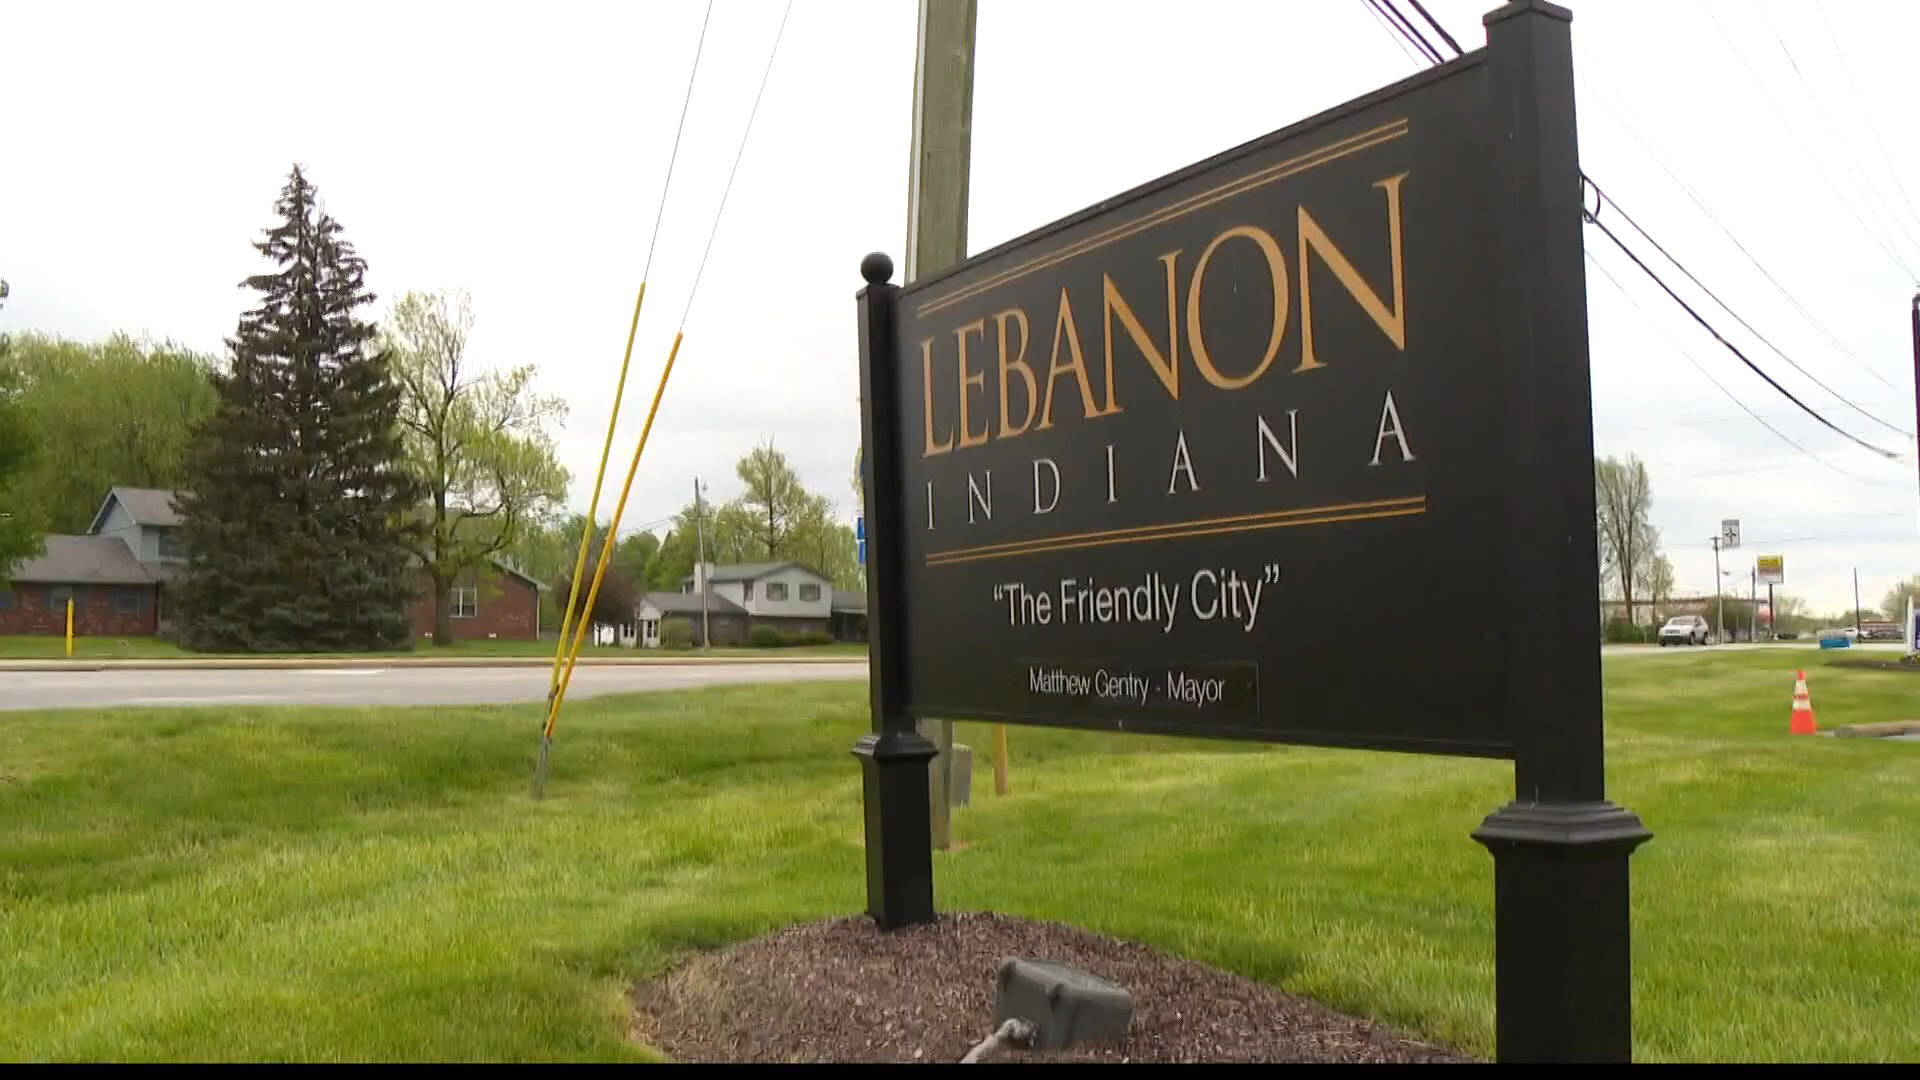 LEBANON
INDIANA
“The Friendly City”
Matthew Gentry - Mayor